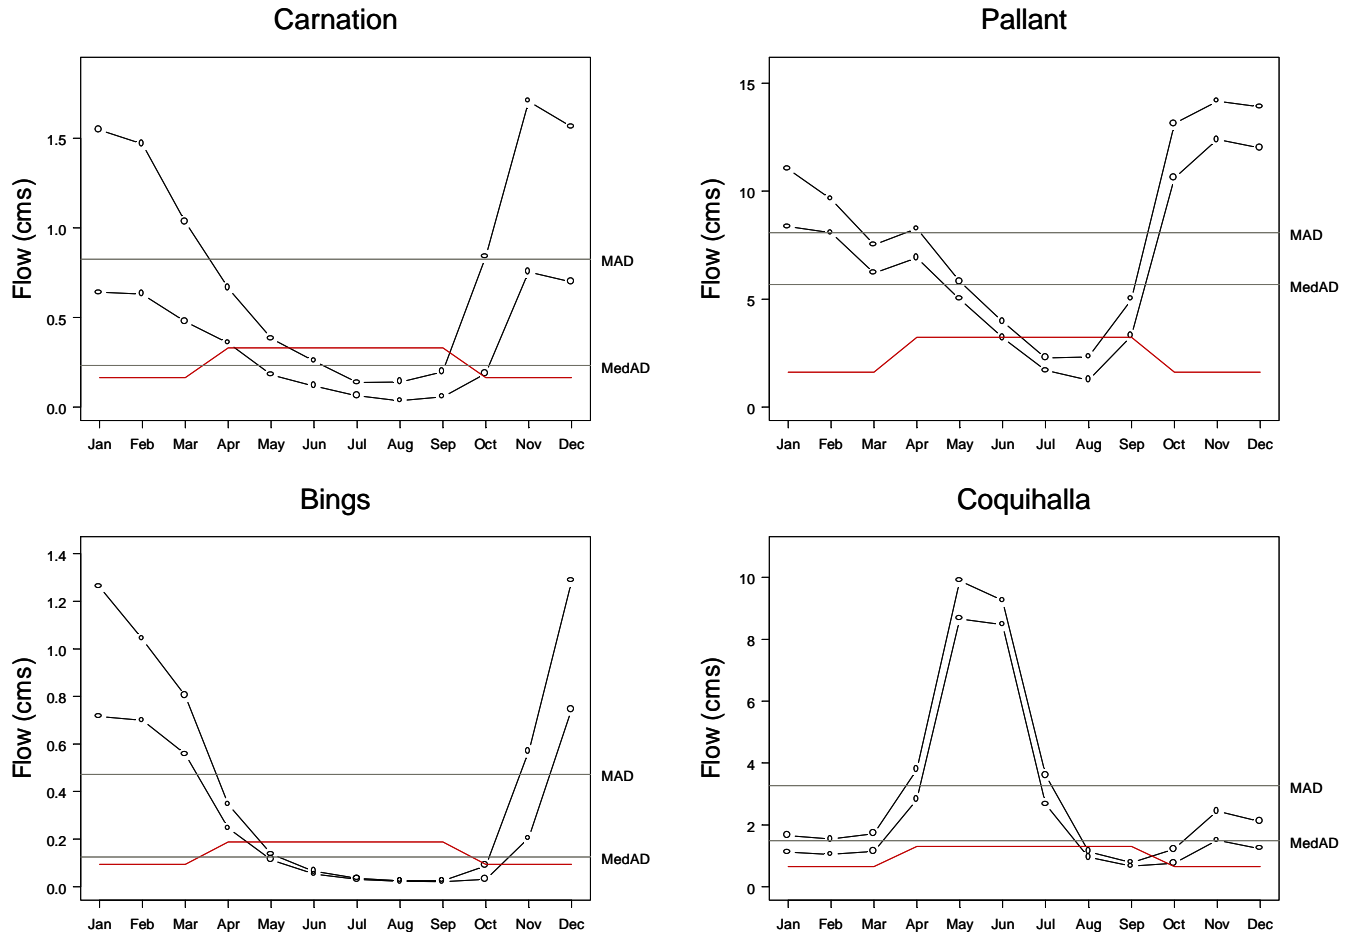 Carnation
Flow (cms)
1.5
1.0
0.5
0.0
MAD
MedAD
Jan Feb Mar Apr May Jun Jul Aug Sep Oct Nov Dec
Pallant
Flow (cms)
15
10
5
0
MAD
MedAD
Jan Feb Mar Apr May Jun Jul Aug Sep Oct Nov Dec
Bings
Flow (cms)
1.4
1.2
1.0
0.8
0.6
0.4
0.2
0.0
MAD
MedAD
Jan Feb Mar Apr May Jun Jul Aug Sep Oct Nov Dec
Coquihalla
Flow (cms)
10
8
6
4
2
0
MAD
MedAD
Jan Feb Mar Apr May Jun Jul Aug Sep Oct Nov Dec